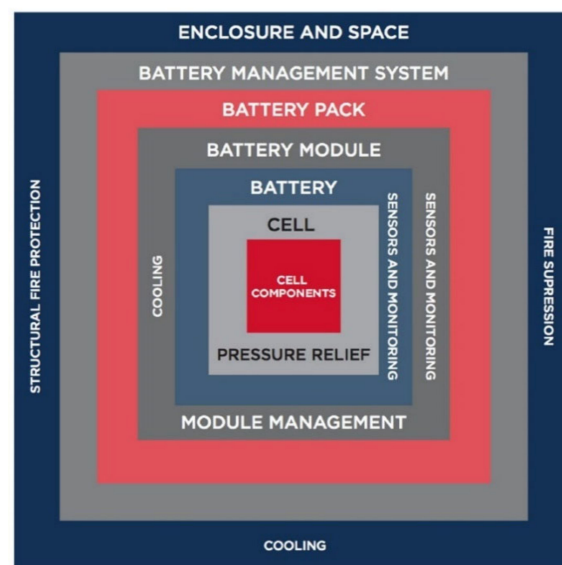 ENCLOSURE AND SPACE
BATTERY MANAGEMENT SYSTEM
BATTERY PACK
BATTERY MODULE
BATTERY
CELL
CELL
COMPONENTS
PRESSURE RELIEF
SENSORS AND MONITORING
SENSORS AND MONITORING
COOLING
MODULE MANAGEMENT
STRUCTURAL FIRE PROTECTION
FIRE SUPRESSION
COOLING